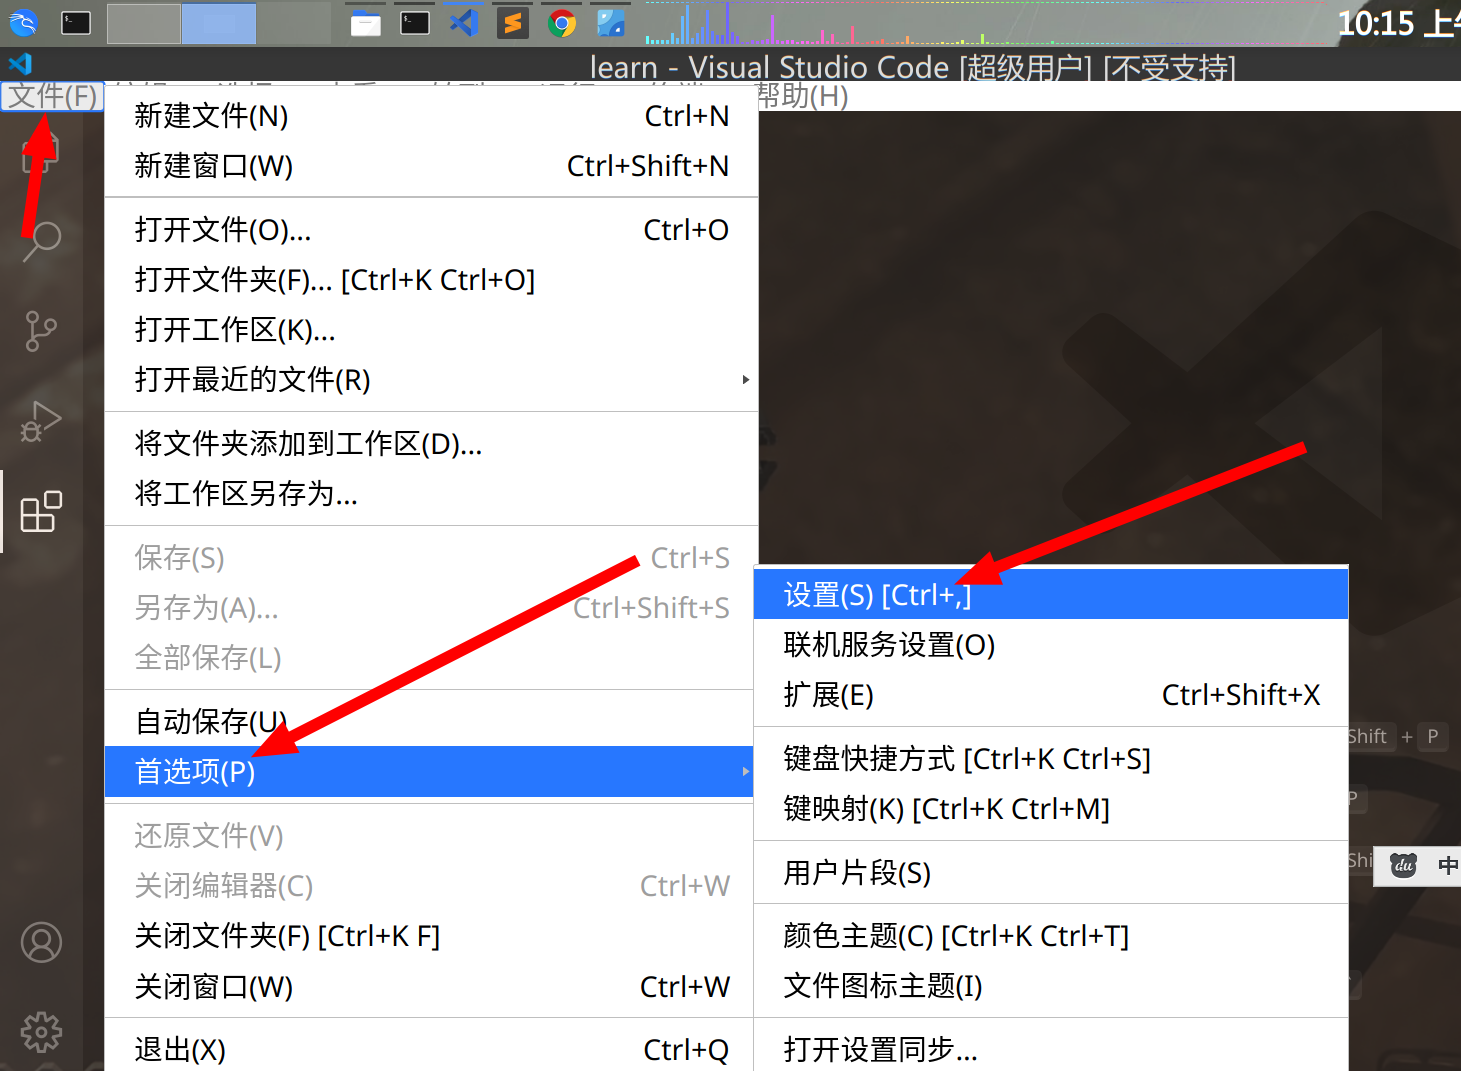 10:15 上
learn - Visual Studio Code [超级用户] [不受支持]
文件(F) 帮助(H)
新建文件(N) Ctrl+N
新建窗口(W) Ctrl+Shift+N
打开文件(O)... Ctrl+O
打开文件夹(F)... [Ctrl+K Ctrl+O]
打开工作区(K)...
打开最近的文件(R)
将文件夹添加到工作区(D)...
将工作区另存为...
保存(S) Ctrl+S
另存为(A)... Ctrl+Shift+S
全部保存(L)
自动保存(U)
首选项(P)
还原文件(V)
关闭编辑器(C) Ctrl+W
关闭文件夹(F) [Ctrl+K F]
关闭窗口(W) Ctrl+W
退出(X) Ctrl+Q
设置(S) [Ctrl+,]
联机服务设置(O)
扩展(E) Ctrl+Shift+X
键盘快捷方式 [Ctrl+K Ctrl+S]
键映射(K) [Ctrl+K Ctrl+M]
用户片段(S)
颜色主题(C) [Ctrl+K Ctrl+T]
文件图标主题(I)
打开设置同步...
Shift + P
P
Shi
du 中